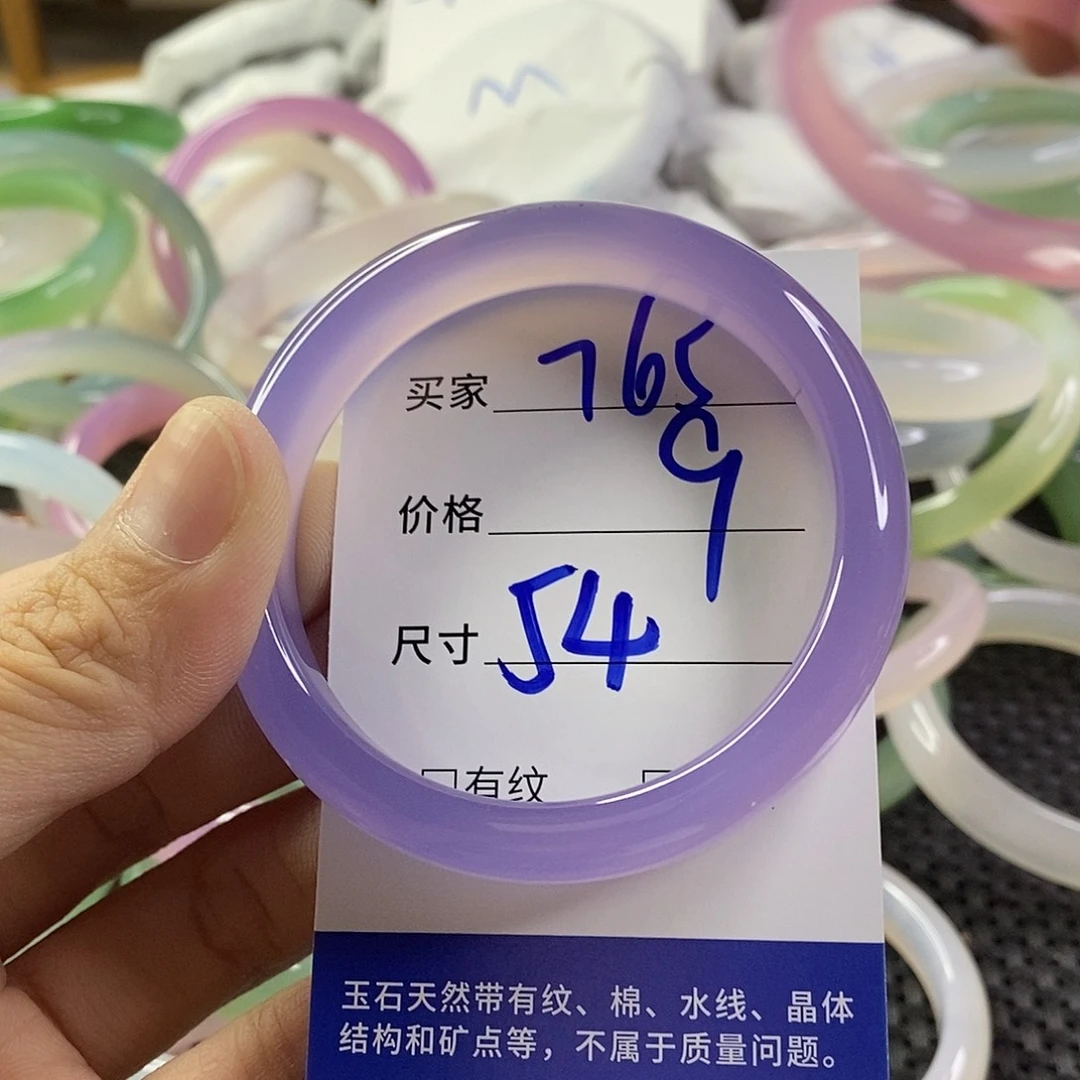 m
买家 765
9
价格
尺寸 54
□有纹 □
玉石天然带有纹、棉、水线、晶体
结构和矿点等，不属于质量问题。